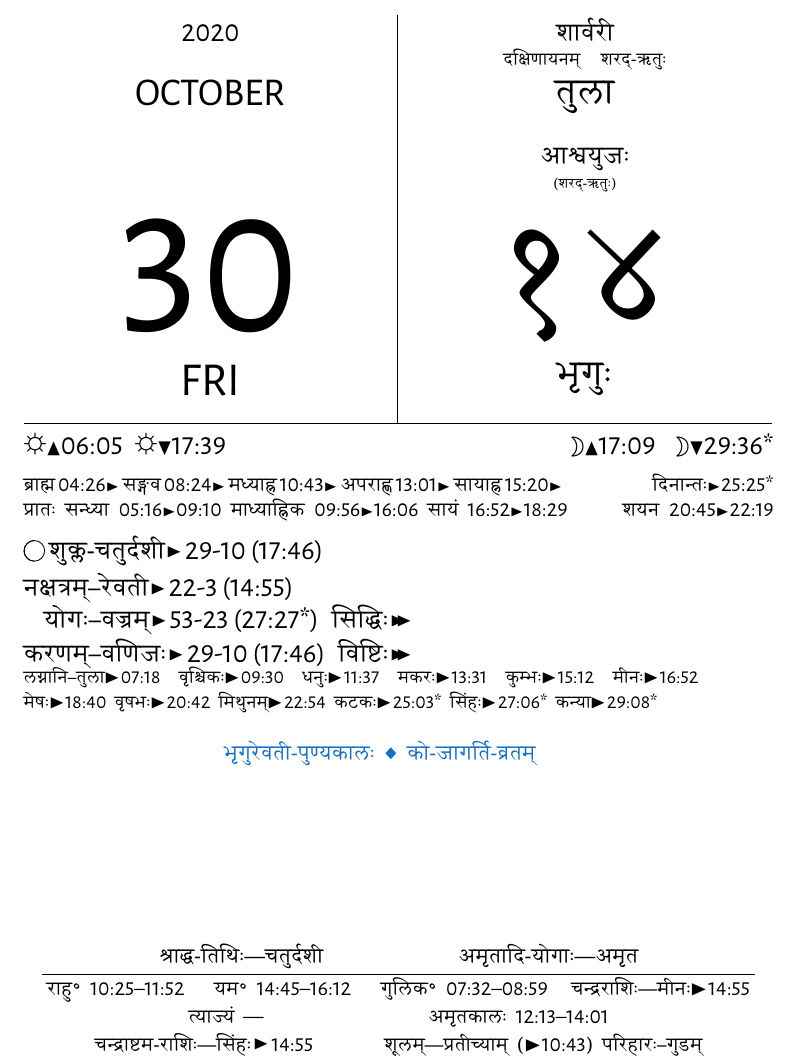 2020
OCTOBER
30
FRI
शार्वरी
दक्षिणायनम् शरद्-ऋतुः
तुला
आश्वयुजः
(शरद्-ऋतुः)
१४
भृगुः
☼▲06:05 ☼▼17:39 ☽▲17:09 ☽▼29:36*
ब्राह्म 04:26► सङ्गव 08:24► मध्याह्न 10:43► अपराह्ण 13:01► सायाह्न 15:20► दिनान्तः►25:25*
प्रातः सन्ध्या 05:16►09:10 माध्याह्निक 09:56►16:06 सायं 16:52►18:29 शयन 20:45►22:19
◯ शुक्ल-चतुर्दशी► 29-10 (17:46)
नक्षत्रम्–रेवती► 22-3 (14:55)
योगः–वज्रम्► 53-23 (27:27*) सिद्धिः►►
करणम्–वणिजः► 29-10 (17:46) विष्टिः►►
लग्नानि–तुला►07:18 वृश्चिकः►09:30 धनुः►11:37 मकरः►13:31 कुम्भः►15:12 मीनः►16:52
मेषः►18:40 वृषभः►20:42 मिथुनम्►22:54 कटकः►25:03* सिंहः►27:06* कन्या►29:08*
भृगुरेवती-पुण्यकालः ◆ को-जागर्ति-व्रतम्
श्राद्ध-तिथिः—चतुर्दशी अमृतादि-योगाः—अमृत
राहु॰ 10:25–11:52 यम॰ 14:45–16:12 गुलिक॰ 07:32–08:59 चन्द्रराशिः—मीनः►14:55
त्याज्यं — अमृतकालः 12:13–14:01
चन्द्राष्टम-राशिः—सिंहः►14:55 शूलम्—प्रतीच्याम् (►10:43) परिहारः–गुडम्